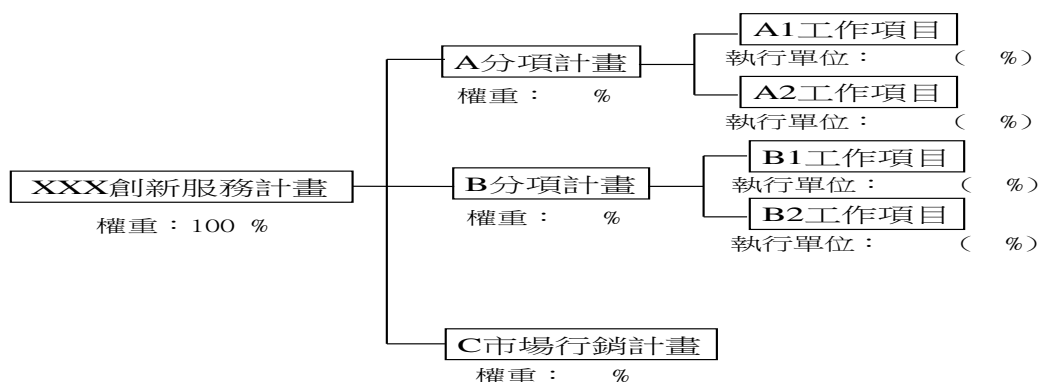 XXX創新服務計畫
權重：100 %
A分項計畫
權重： %
A1工作項目
執行單位： ( %)
A2工作項目
執行單位： ( %)
B分項計畫
權重： %
B1工作項目
執行單位： ( %)
B2工作項目
執行單位： ( %)
C市場行銷計畫
權重： %